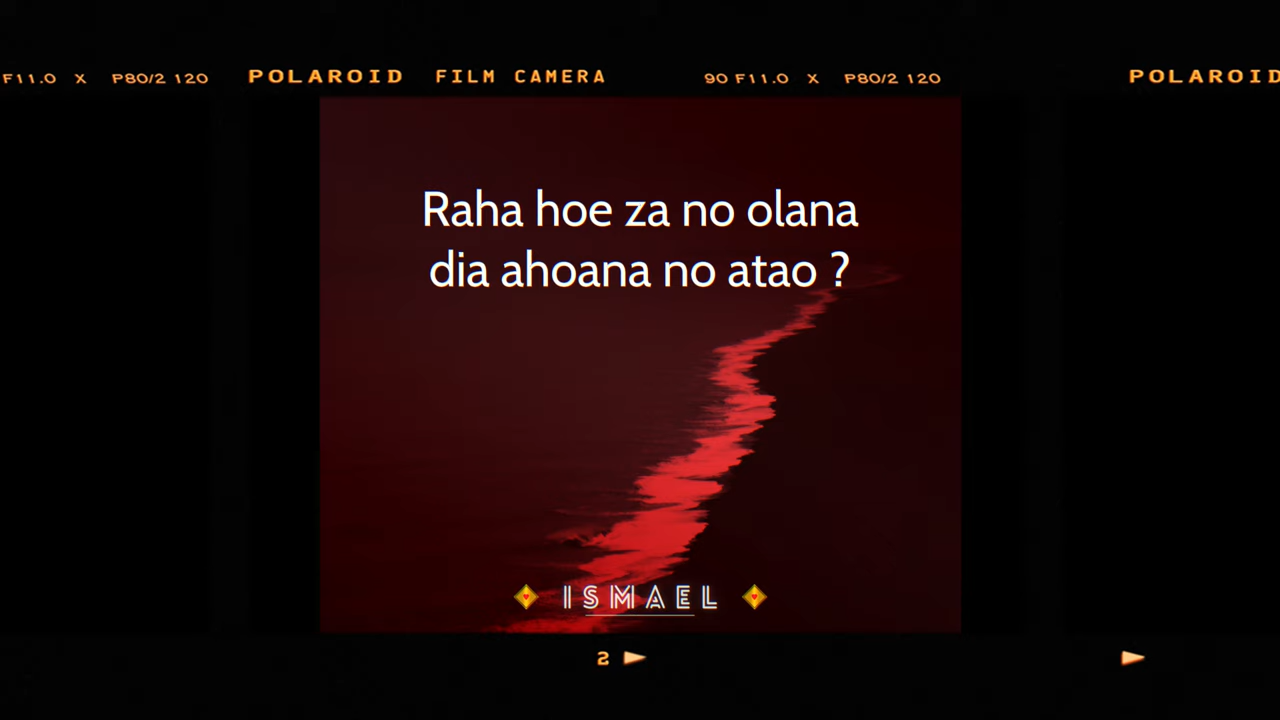 F11.0 X P80/2 120 POLAROID FILM CAMERA 90 F11.0 X P80/2 120 POLAROID
Raha hoe za no olana
dia ahoana no atao ?
ISMAEL
2